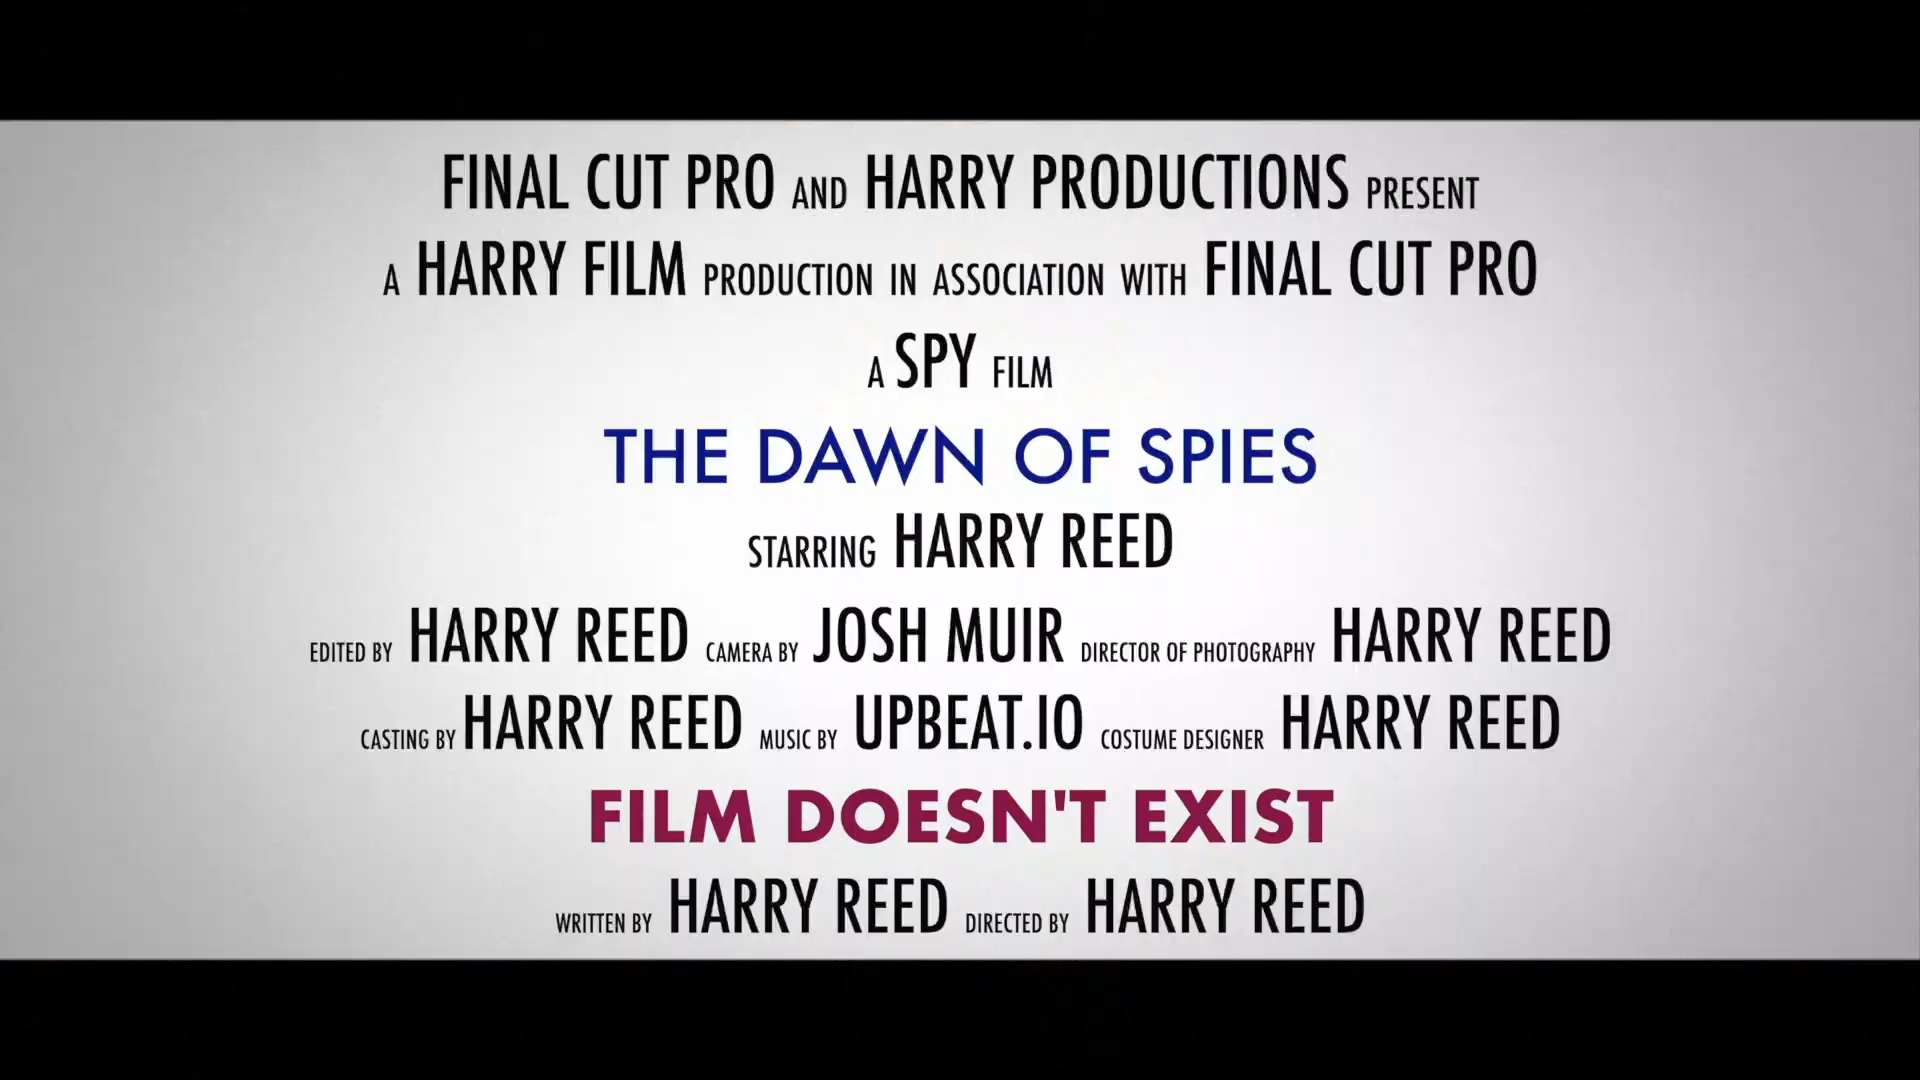 FINAL CUT PRO AND HARRY PRODUCTIONS PRESENT
A HARRY FILM PRODUCTION IN ASSOCIATION WITH FINAL CUT PRO
A SPY FILM
THE DAWN OF SPIES
STARRING HARRY REED
EDITED BY HARRY REED CAMERA BY JOSH MUIR DIRECTOR OF PHOTOGRAPHY HARRY REED
CASTING BY HARRY REED MUSIC BY UPBEAT.IO COSTUME DESIGNER HARRY REED
FILM DOESN'T EXIST
WRITTEN BY HARRY REED DIRECTED BY HARRY REED